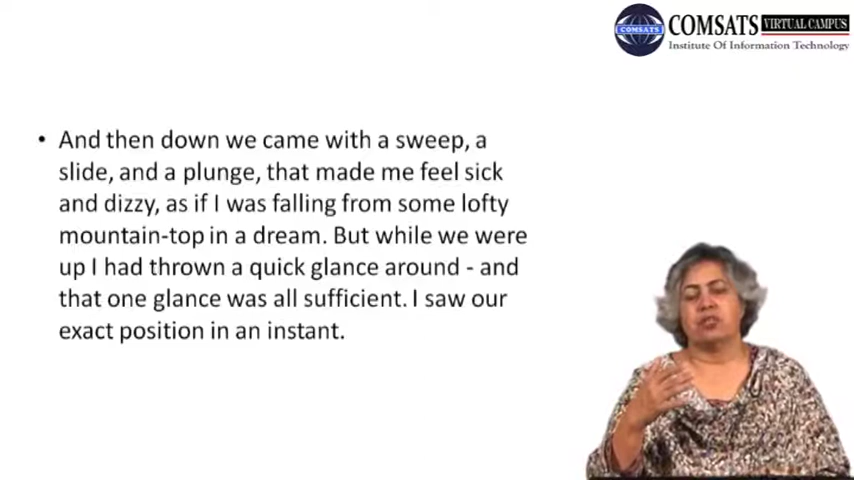 COMSATS VIRTUAL CAMPUS
COMSATS
Institute Of Information Technology
• And then down we came with a sweep, a
slide, and a plunge, that made me feel sick
and dizzy, as if I was falling from some lofty
mountain-top in a dream. But while we were
up I had thrown a quick glance around - and
that one glance was all sufficient. I saw our
exact position in an instant.